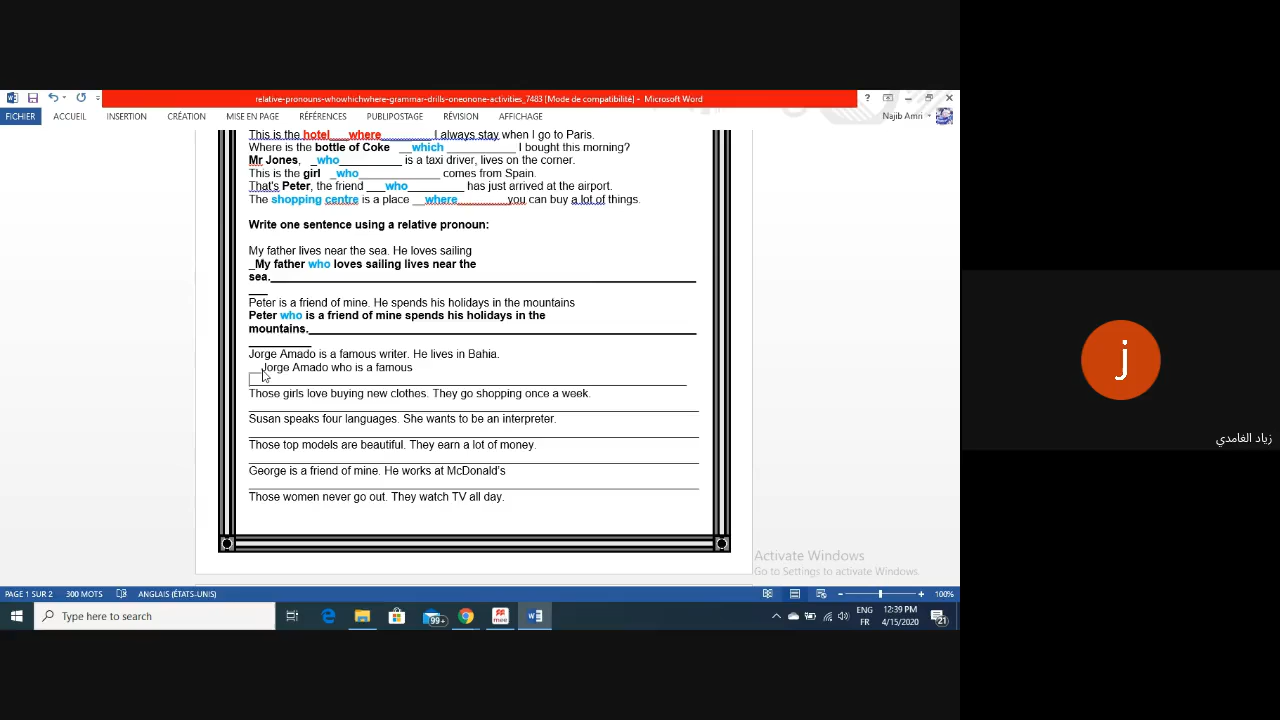 relative-pronouns-whowhichwhere-grammar-drills-oneonone-activities_7483 [Mode de compatibilité] - Microsoft Word
FICHIER ACCUEIL INSERTION CRÉATION MISE EN PAGE RÉFÉRENCES PUBLIPOSTAGE RÉVISION AFFICHAGE Najib Amri
This is the hotel___where________ I always stay when I go to Paris.
Where is the bottle of Coke __which ___________ I bought this morning?
Mr Jones, _who__________ is a taxi driver, lives on the corner.
This is the girl _who_____________ comes from Spain.
That's Peter, the friend ___who_________ has just arrived at the airport.
The shopping centre is a place __where_________you can buy a lot of things.
Write one sentence using a relative pronoun:
My father lives near the sea. He loves sailing
_My father who loves sailing lives near the
sea.
Peter is a friend of mine. He spends his holidays in the mountains
Peter who is a friend of mine spends his holidays in the
mountains.
Jorge Amado is a famous writer. He lives in Bahia.
Jorge Amado who is a famous
Those girls love buying new clothes. They go shopping once a week.
Susan speaks four languages. She wants to be an interpreter.
Those top models are beautiful. They earn a lot of money.
George is a friend of mine. He works at McDonald's
Those women never go out. They watch TV all day.
j
زياد الغامدي
Activate Windows
Go to Settings to activate Windows.
PAGE 1 SUR 2 300 MOTS ANGLAIS (ÉTATS-UNIS) 100%
Type here to search 99+ mee ENG 12:39 PM
FR 4/15/2020 21